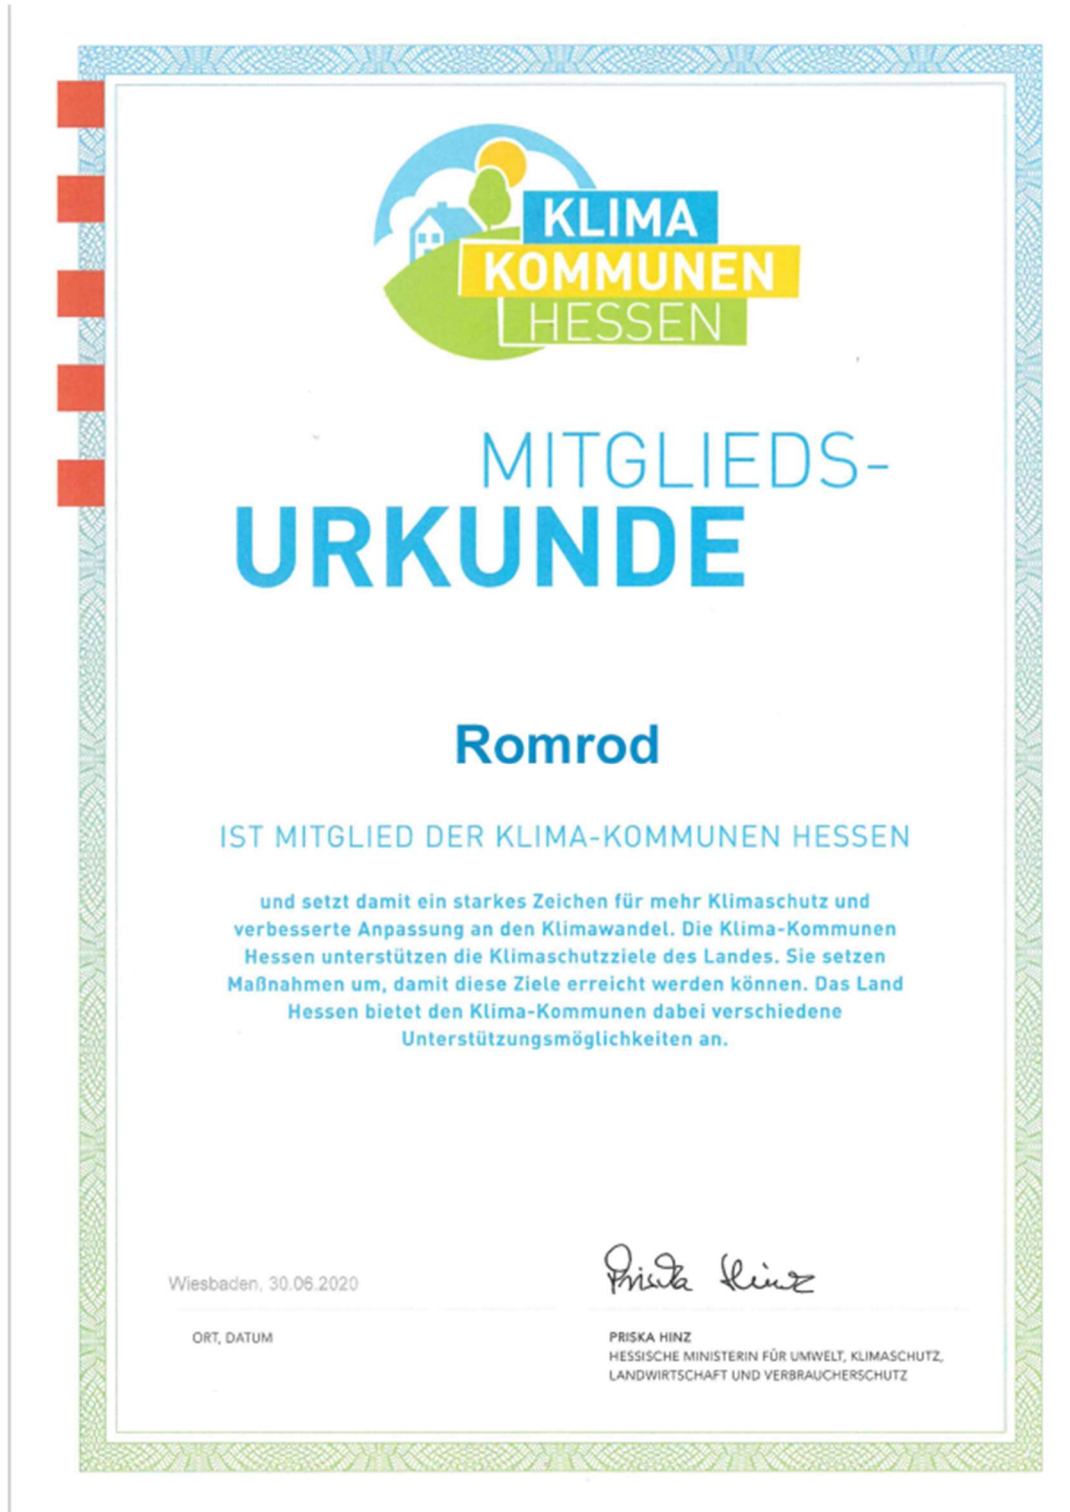 KLIMA
KOMMUNEN
HESSEN
MITGLIEDS-
URKUNDE
Romrod
IST MITGLIED DER KLIMA-KOMMUNEN HESSEN
und setzt damit ein starkes Zeichen für mehr Klimaschutz und
verbesserte Anpassung an den Klimawandel. Die Klima-Kommunen
Hessen unterstützen die Klimaschutzziele des Landes. Sie setzen
Maßnahmen um, damit diese Ziele erreicht werden können. Das Land
Hessen bietet den Klima-Kommunen dabei verschiedene
Unterstützungsmöglichkeiten an.
Wiesbaden, 30.06.2020
Priska Hinz
ORT, DATUM
PRISKA HINZ
HESSISCHE MINISTERIN FÜR UMWELT, KLIMASCHUTZ,
LANDWIRTSCHAFT UND VERBRAUCHERSCHUTZ